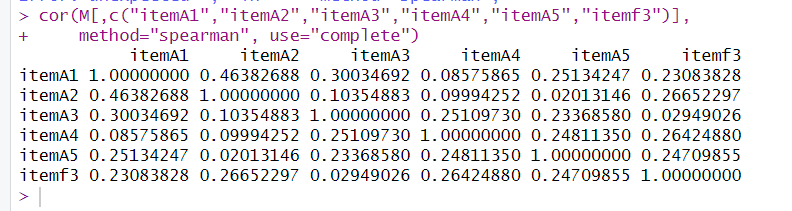 > cor(M[,c("itemA1","itemA2","itemA3","itemA4","itemA5","itemf3")],
+     method="spearman", use="complete")
           itemA1     itemA2     itemA3     itemA4     itemA5     itemf3
itemA1 1.00000000 0.46382688 0.30034692 0.08575865 0.25134247 0.23083828
itemA2 0.46382688 1.00000000 0.10354883 0.09994252 0.02013146 0.26652297
itemA3 0.30034692 0.10354883 1.00000000 0.25109730 0.23368580 0.02949026
itemA4 0.08575865 0.09994252 0.25109730 1.00000000 0.24811350 0.26424880
itemA5 0.25134247 0.02013146 0.23368580 0.24811350 1.00000000 0.24709855
itemf3 0.23083828 0.26652297 0.02949026 0.26424880 0.24709855 1.00000000
>